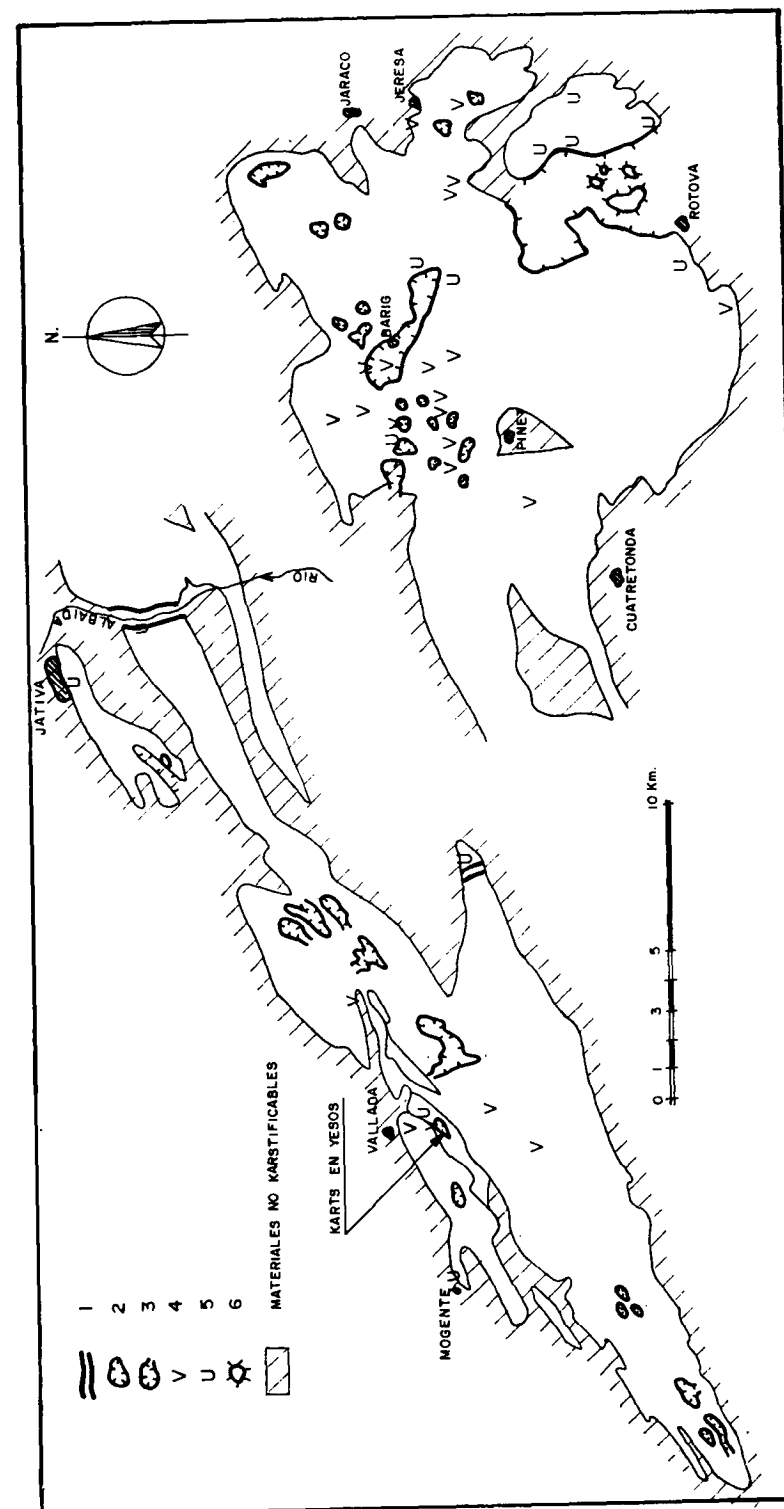 N.
JARACO
JERESA
BARIG
PINET
ROTOVA
CUATRETONDA
JATIVA
ALBAIDA
RIO
VALLADA
MOGENTE
KARTS EN YESOS
1
2
3
4
5
6
MATERIALES NO KARSTIFICABLES
V
U
0 1 3 5 10 Km.